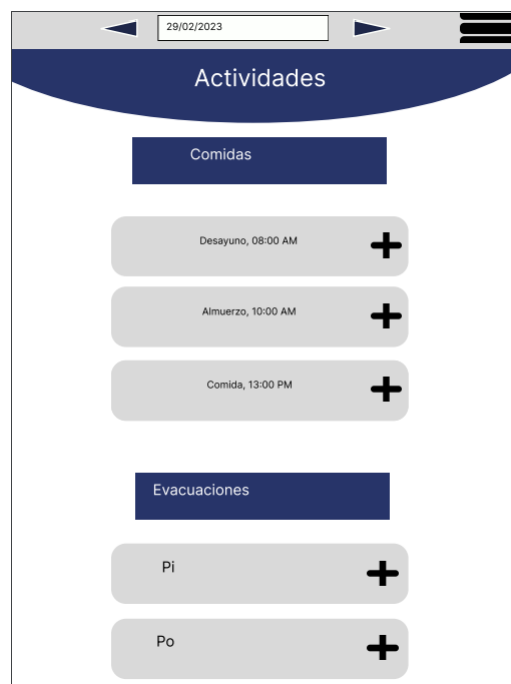 29/02/2023
Actividades
Comidas
Desayuno, 08:00 AM
Almuerzo, 10:00 AM
Comida, 13:00 PM
Evacuaciones
Pi
Po